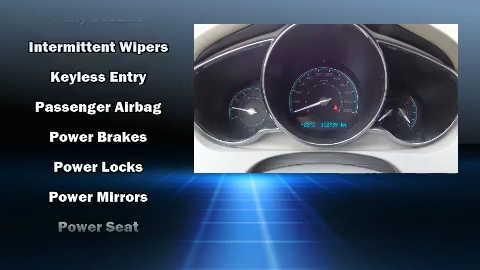 Intermittent Wipers
Keyless Entry
Passenger Airbag
Power Brakes
Power Locks
Power Mirrors
Power Seat